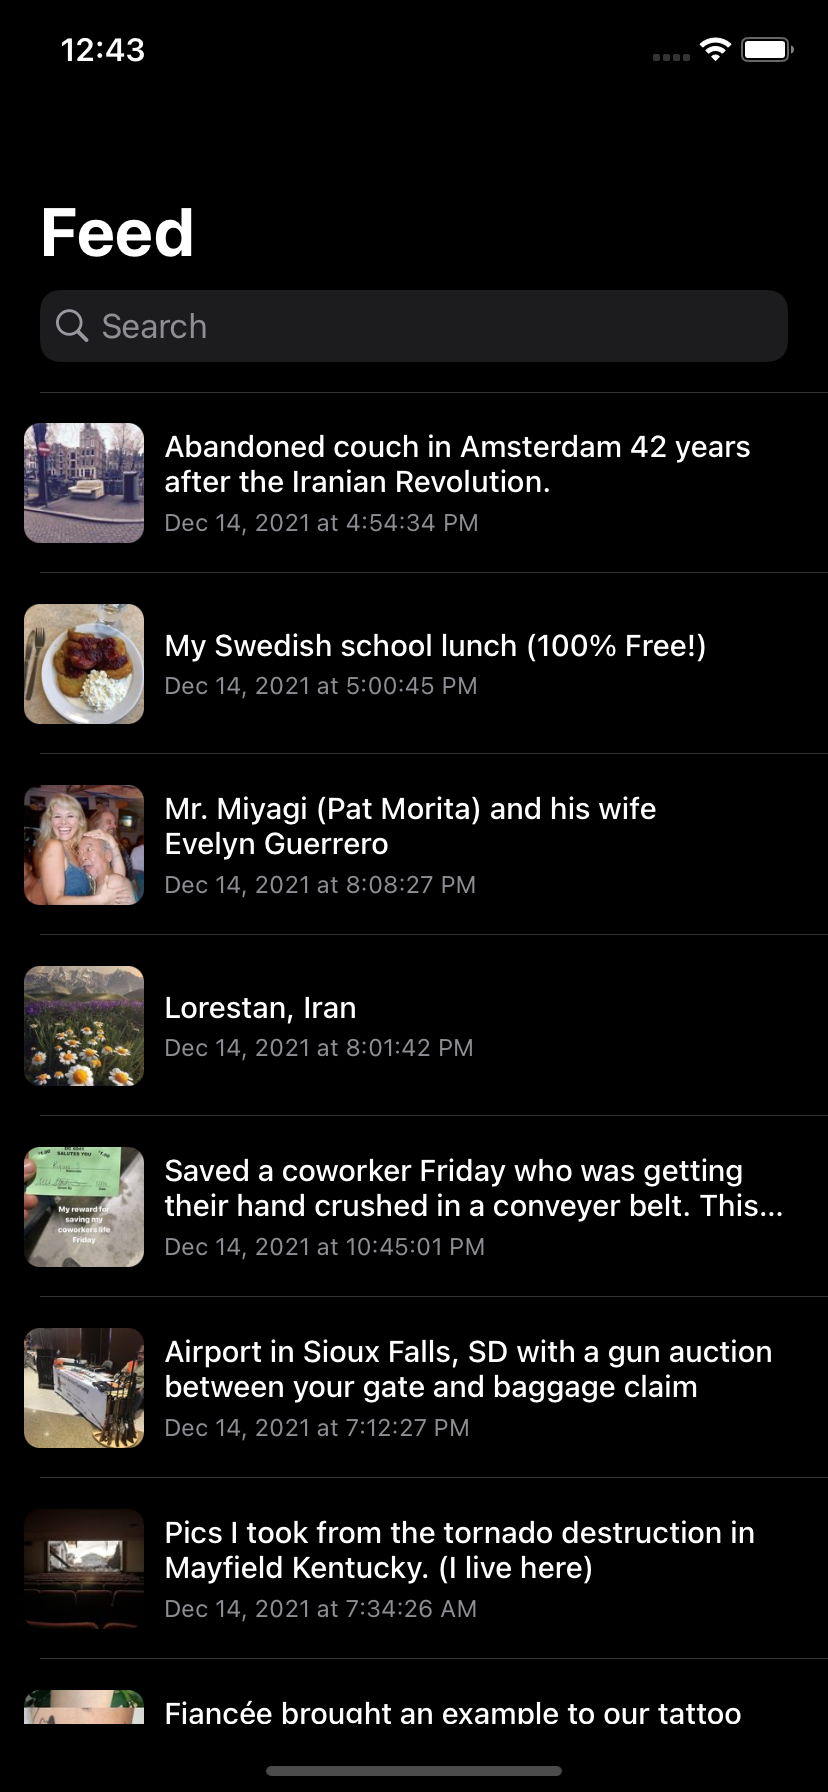 12:43
Feed
Search
Abandoned couch in Amsterdam 42 years
after the Iranian Revolution.
Dec 14, 2021 at 4:54:34 PM
My Swedish school lunch (100% Free!)
Dec 14, 2021 at 5:00:45 PM
Mr. Miyagi (Pat Morita) and his wife
Evelyn Guerrero
Dec 14, 2021 at 8:08:27 PM
Lorestan, Iran
Dec 14, 2021 at 8:01:42 PM
SALUTES YOU
My reward for
saving my
coworkers life
Friday
Saved a coworker Friday who was getting
their hand crushed in a conveyer belt. This...
Dec 14, 2021 at 10:45:01 PM
Airport in Sioux Falls, SD with a gun auction
between your gate and baggage claim
Dec 14, 2021 at 7:12:27 PM
Pics I took from the tornado destruction in
Mayfield Kentucky. (I live here)
Dec 14, 2021 at 7:34:26 AM
Fiancée brought an example to our tattoo